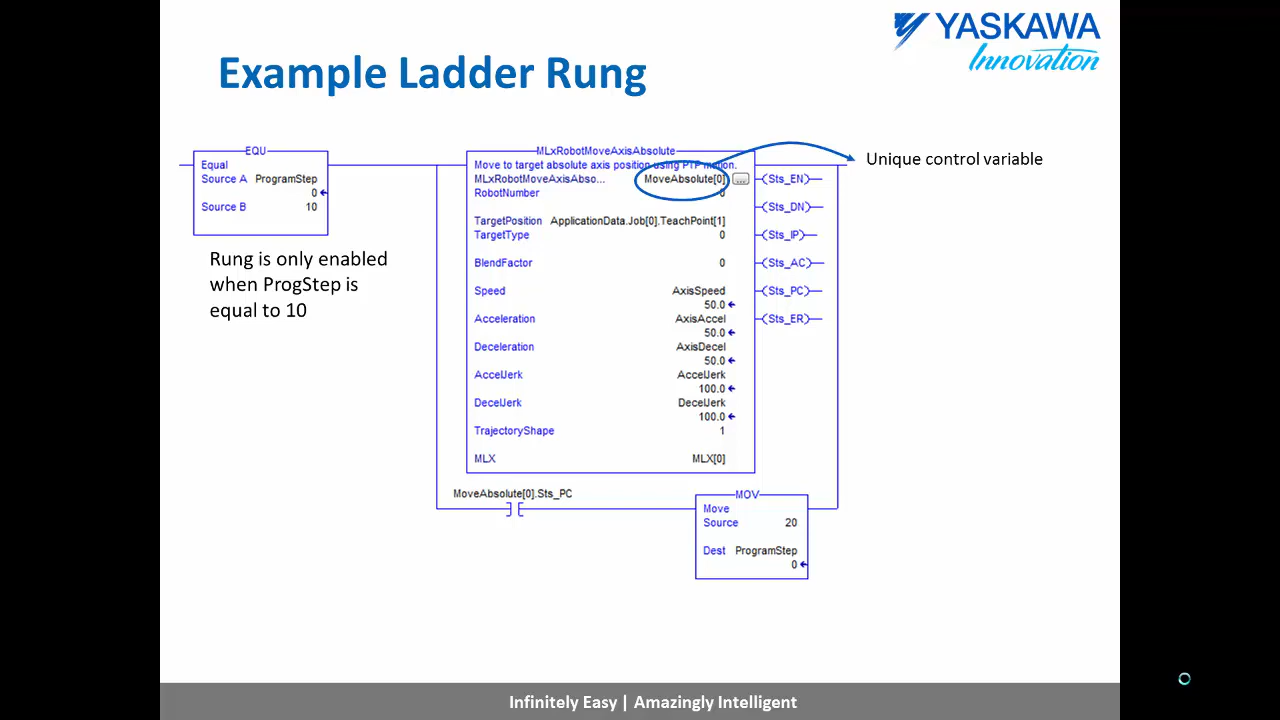 YASKAWA
Innovation
Example Ladder Rung
EQU
Equal
Source A ProgramStep
0
Source B 10
Rung is only enabled
when ProgStep is
equal to 10
MLxRobotMoveAxisAbsolute
Move to target absolute axis position using PTP motion.
MLxRobotMoveAxisAbso... MoveAbsolute[0] ...
RobotNumber 0
TargetPosition ApplicationData.Job[0].TeachPoint[1]
TargetType 0
BlendFactor 0
Speed AxisSpeed
50.0
Acceleration AxisAccel
50.0
Deceleration AxisDecel
50.0
AccelJerk AccelJerk
100.0
DecelJerk DecelJerk
100.0
TrajectoryShape 1
MLX MLX[0]
Sts_EN
Sts_DN
Sts_IP
Sts_AC
Sts_PC
Sts_ER
Unique control variable
MoveAbsolute[0].Sts_PC
MOV
Move
Source 20
Dest ProgramStep
0
Infinitely Easy | Amazingly Intelligent